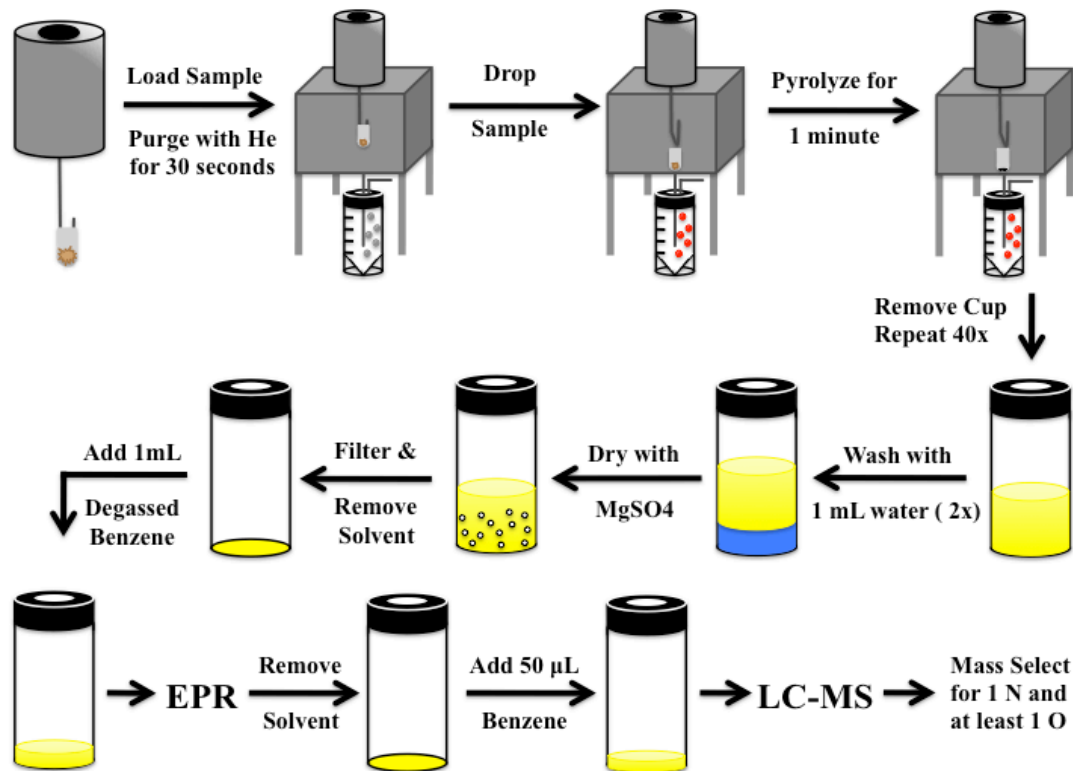 Load Sample
Purge with He
for 30 seconds
Drop
Sample
Pyrolyze for
1 minute
Remove Cup
Repeat 40x
Wash with
1 mL water ( 2x)
Dry with
MgSO4
Filter &
Remove
Solvent
Add 1mL
Degassed
Benzene
EPR
Remove
Solvent
Add 50 µL
Benzene
LC-MS
Mass Select
for 1 N and
at least 1 O